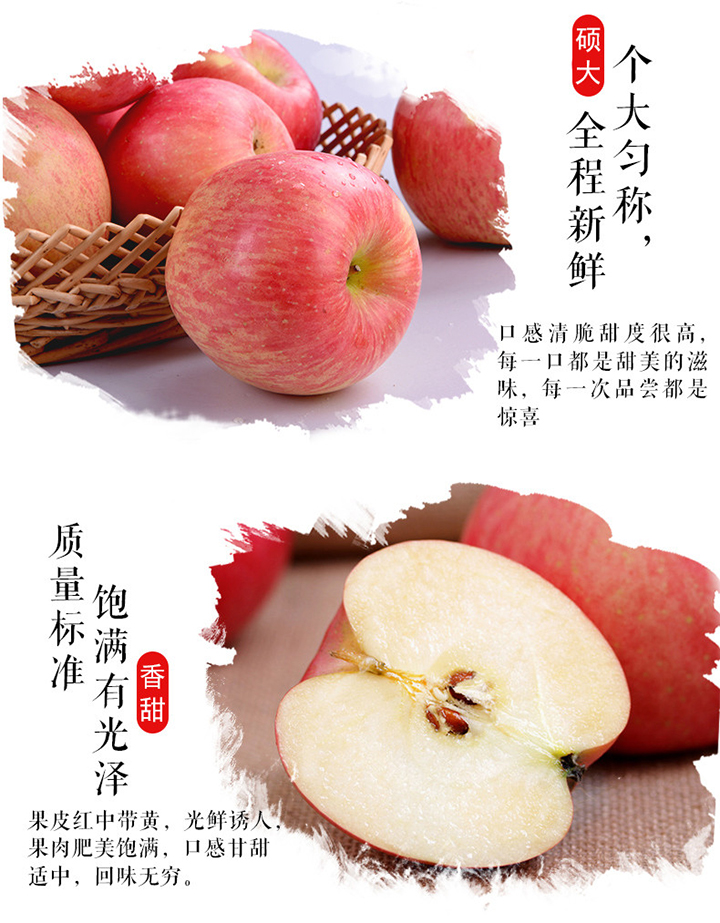 硕大
个大匀称，
全程新鲜
口感清脆甜度很高，
每一口都是甜美的滋
味，每一次品尝都是
惊喜
质量标准
饱满有光泽
香甜
果皮红中带黄，光鲜诱人，
果肉肥美饱满，口感甘甜
适中，回味无穷。